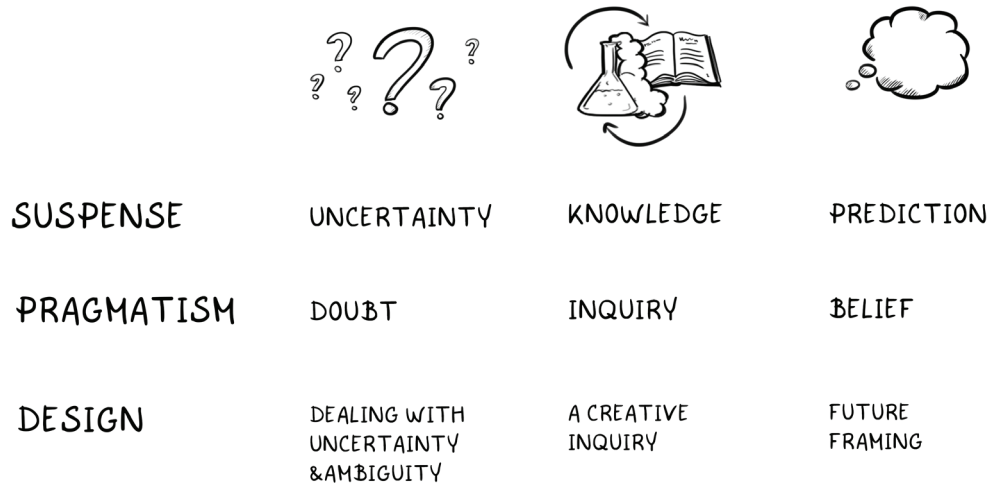 SUSPENSE UNCERTAINTY KNOWLEDGE PREDICTION
PRAGMATISM DOUBT INQUIRY BELIEF
DESIGN DEALING WITH A CREATIVE FUTURE
UNCERTAINTY INQUIRY FRAMING
&AMBIGUITY